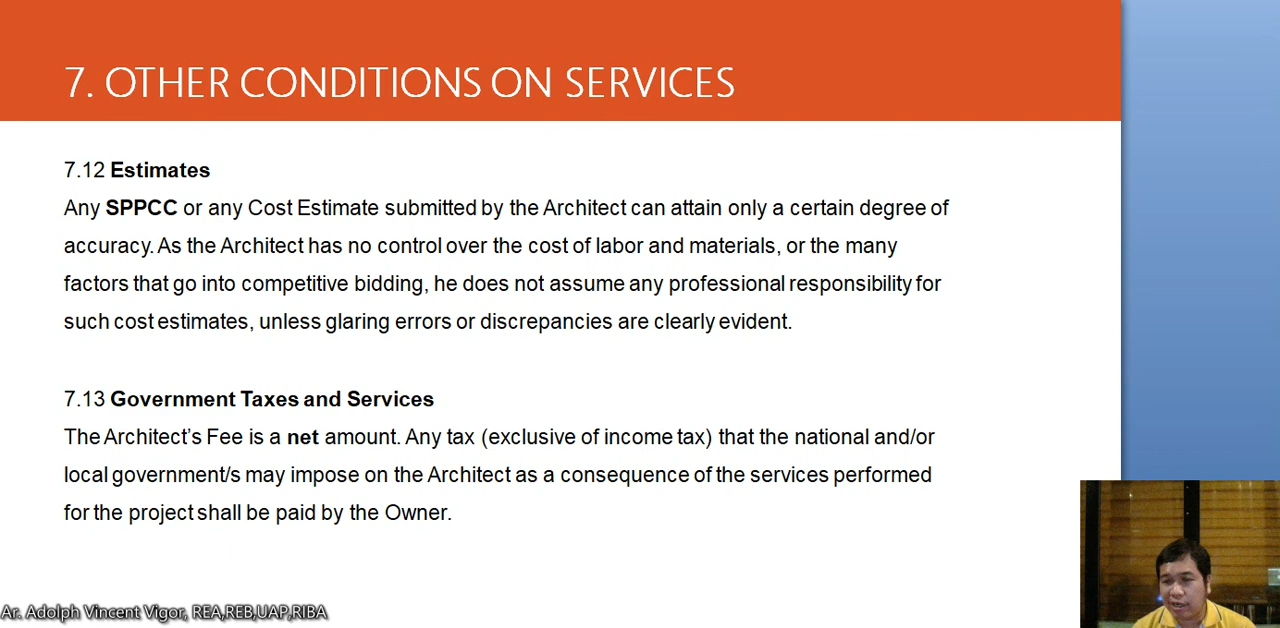 7. OTHER CONDITIONS ON SERVICES
7.12 Estimates
Any SPPCC or any Cost Estimate submitted by the Architect can attain only a certain degree of
accuracy. As the Architect has no control over the cost of labor and materials, or the many
factors that go into competitive bidding, he does not assume any professional responsibility for
such cost estimates, unless glaring errors or discrepancies are clearly evident.
7.13 Government Taxes and Services
The Architect’s Fee is a net amount. Any tax (exclusive of income tax) that the national and/or
local government/s may impose on the Architect as a consequence of the services performed
for the project shall be paid by the Owner.
Ar. Adolph Vincent Vigor, REA,REB,UAP,RIBA